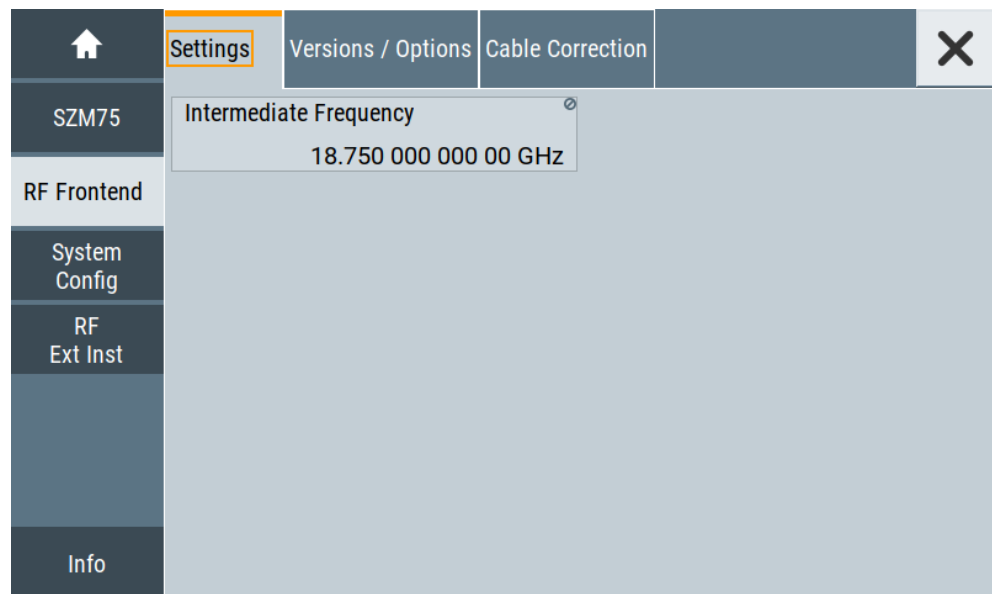 Settings
Versions / Options
Cable Correction
SZM75
Intermediate Frequency
18.750 000 000 00 GHz
RF Frontend
System
Config
RF
Ext Inst
Info